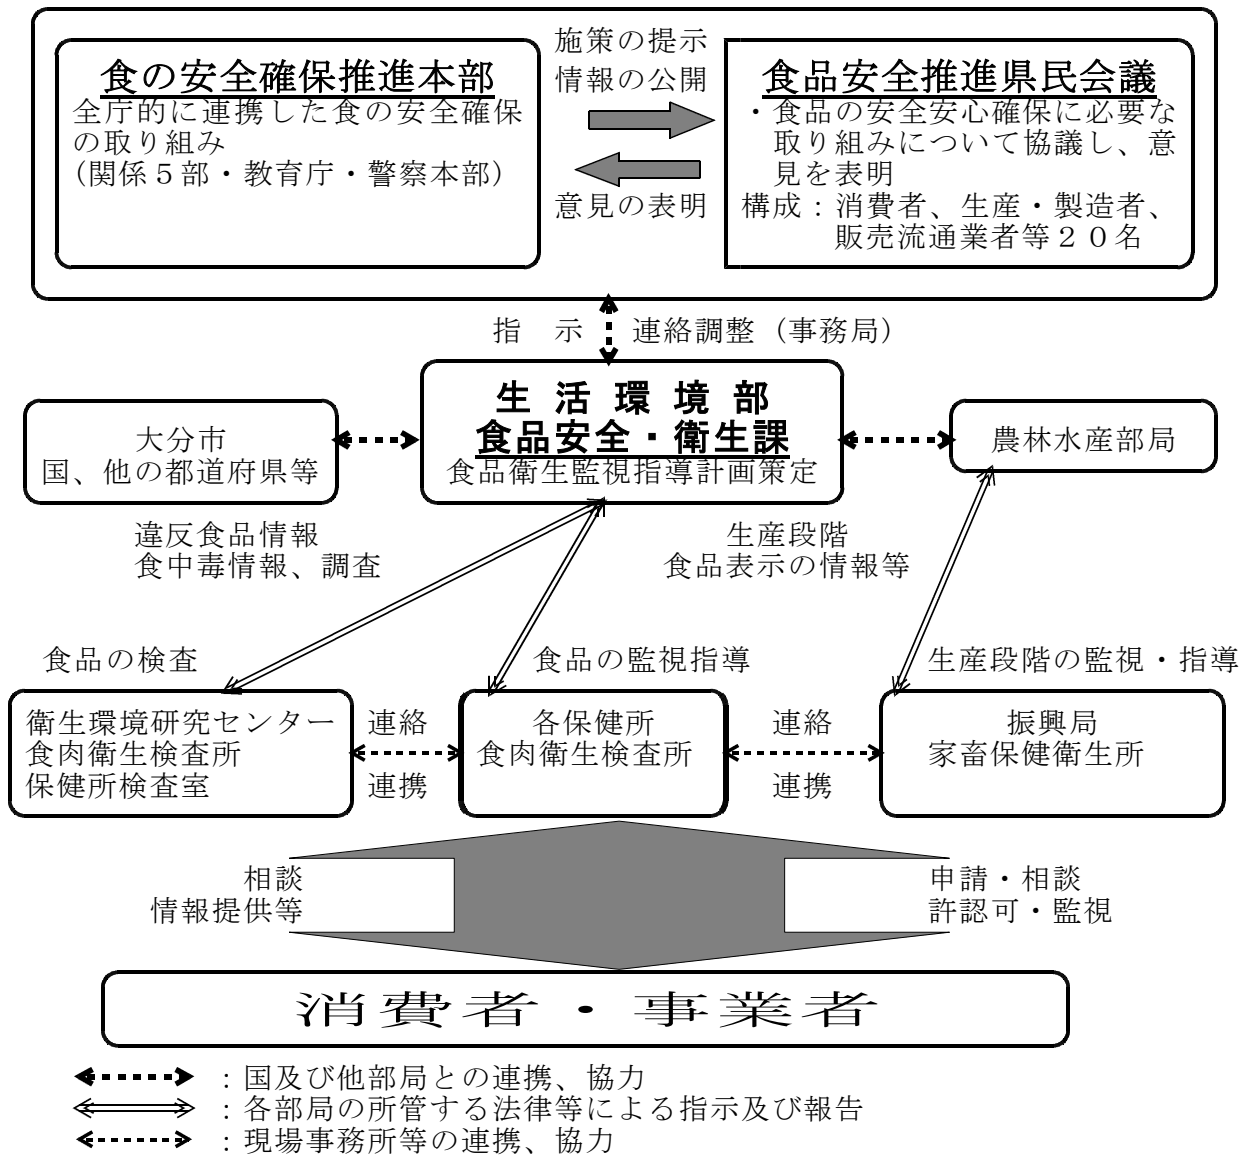 食の安全確保推進本部
全庁的に連携した食の安全確保
の取り組み
(関係５部・教育庁・警察本部)
施策の提示
情報の公開
意見の表明
食品安全推進県民会議
・食品の安全安心確保に必要な
取り組みについて協議し、意
見を表明
構成：消費者、生産・製造者、
販売流通業者等２０名
指　示
連絡調整（事務局）
大分市
国、他の都道府県等
生 活 環 境 部
食品安全・衛生課
食品衛生監視指導計画策定
農林水産部局
違反食品情報
食中毒情報、調査
生産段階
食品表示の情報等
食品の検査
食品の監視指導
生産段階の監視・指導
衛生環境研究センター
食肉衛生検査所
保健所検査室
連絡
連携
各保健所
食肉衛生検査所
連絡
連携
振興局
家畜保健衛生所
相談
情報提供等
申請・相談
許認可・監視
消費者・事業者
：国及び他部局との連携、協力
：各部局の所管する法律等による指示及び報告
：現場事務所等の連携、協力